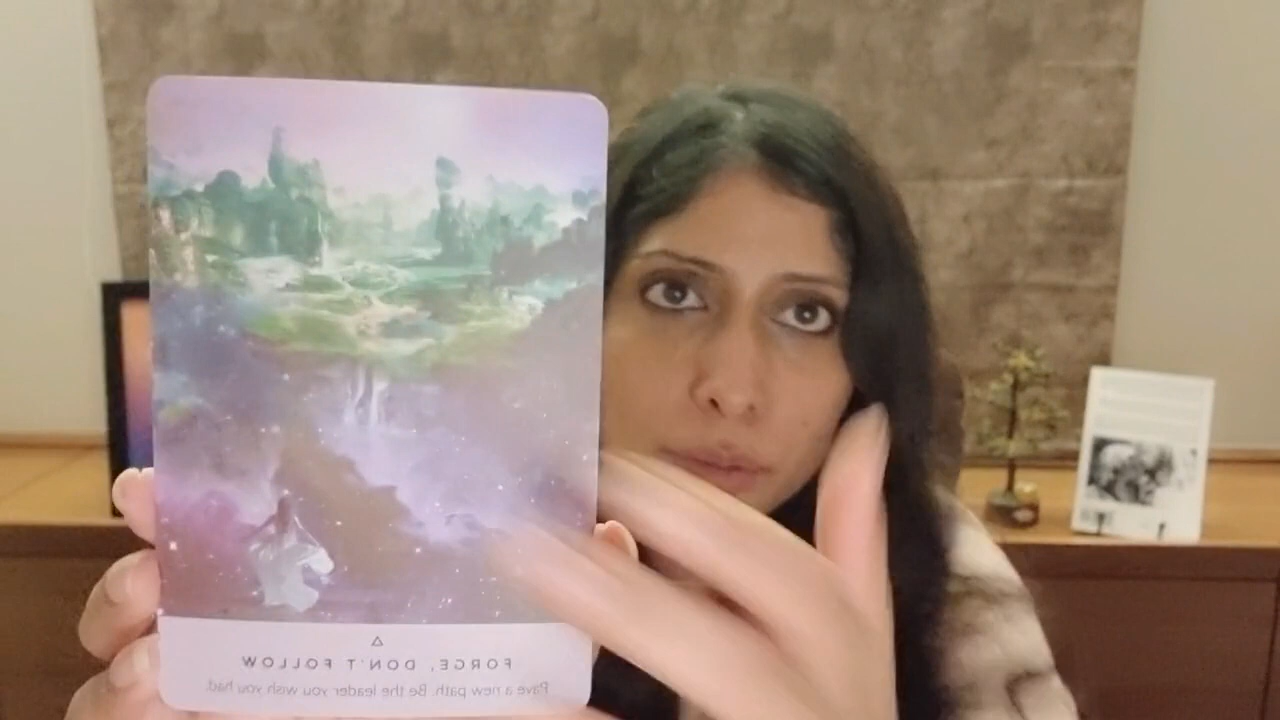 FORGE, DON'T FOLLOW
Pave a new path. Be the leader you wish you had.